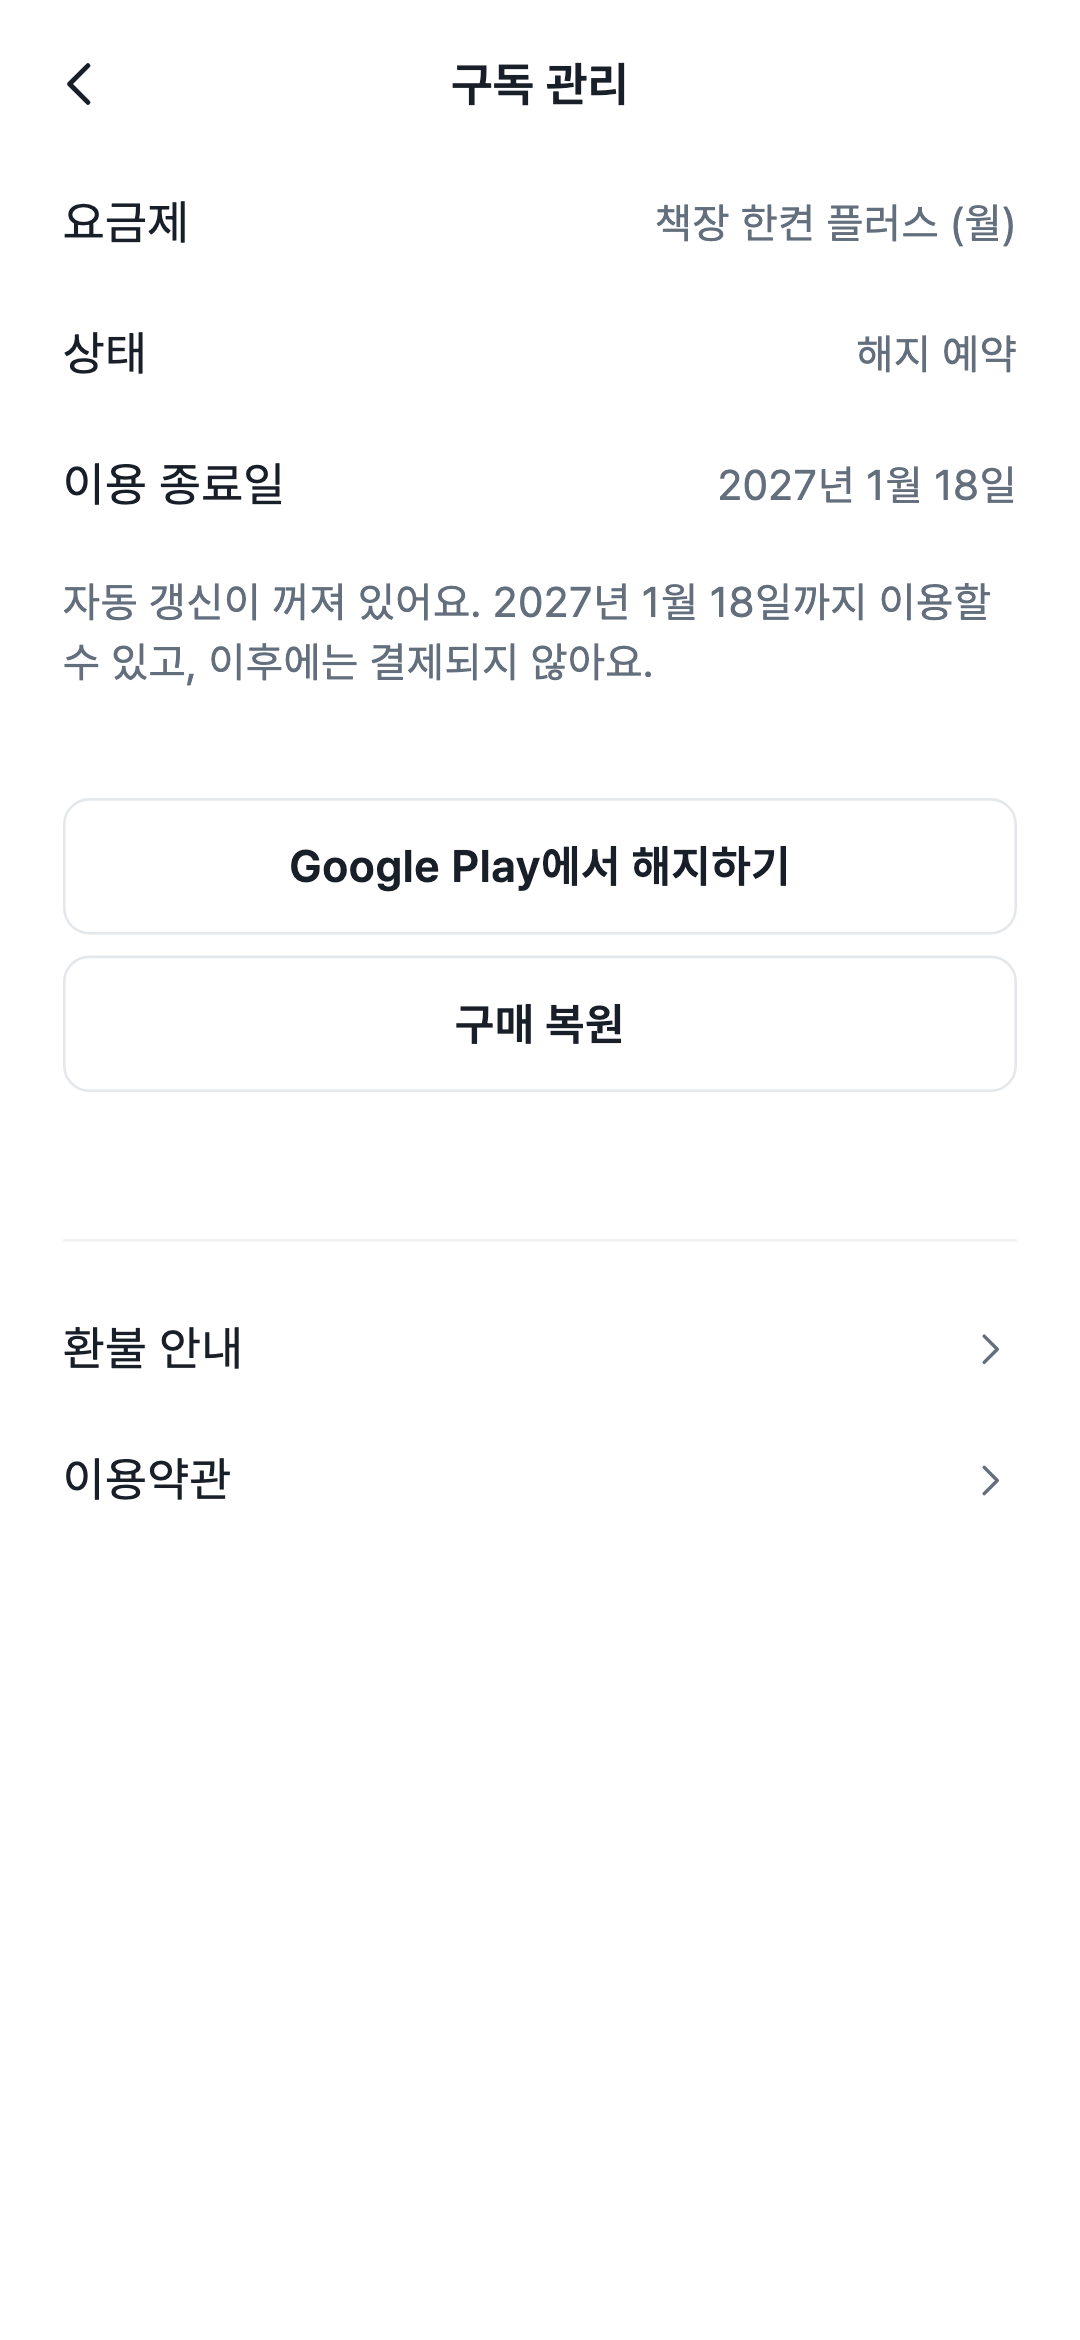 구독 관리
요금제 책장 한켠 플러스 (월)
상태 해지 예약
이용 종료일 2027년 1월 18일
자동 갱신이 꺼져 있어요. 2027년 1월 18일까지 이용할
수 있고, 이후에는 결제되지 않아요.
Google Play에서 해지하기
구매 복원
환불 안내
이용약관